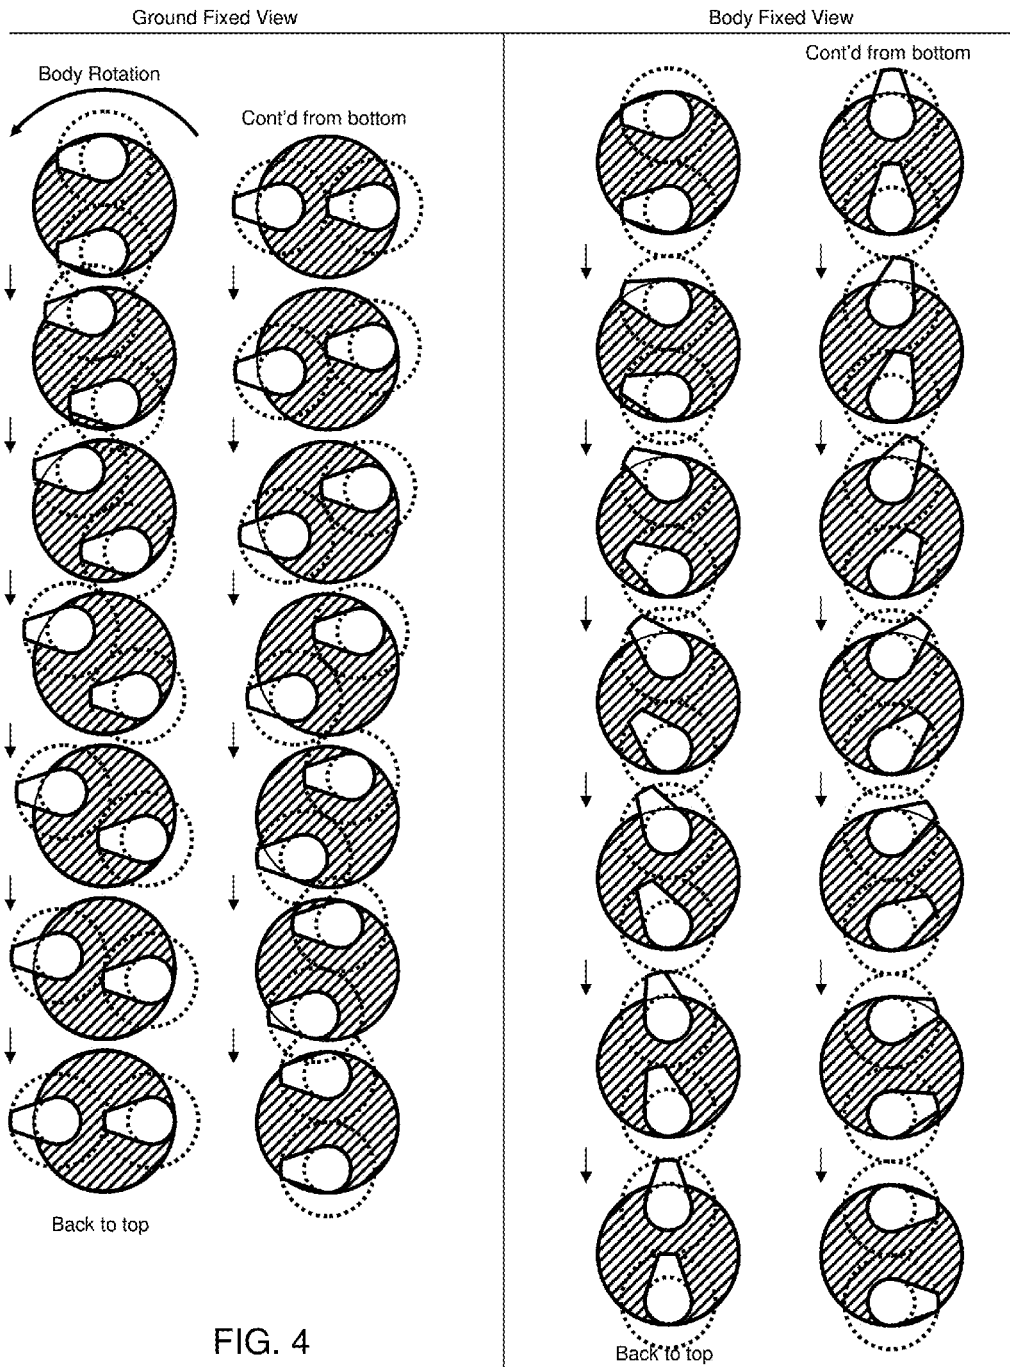 Ground Fixed View
Body Fixed View
Body Rotation
Cont'd from bottom
Cont'd from bottom
Back to top
Back to top
FIG. 4